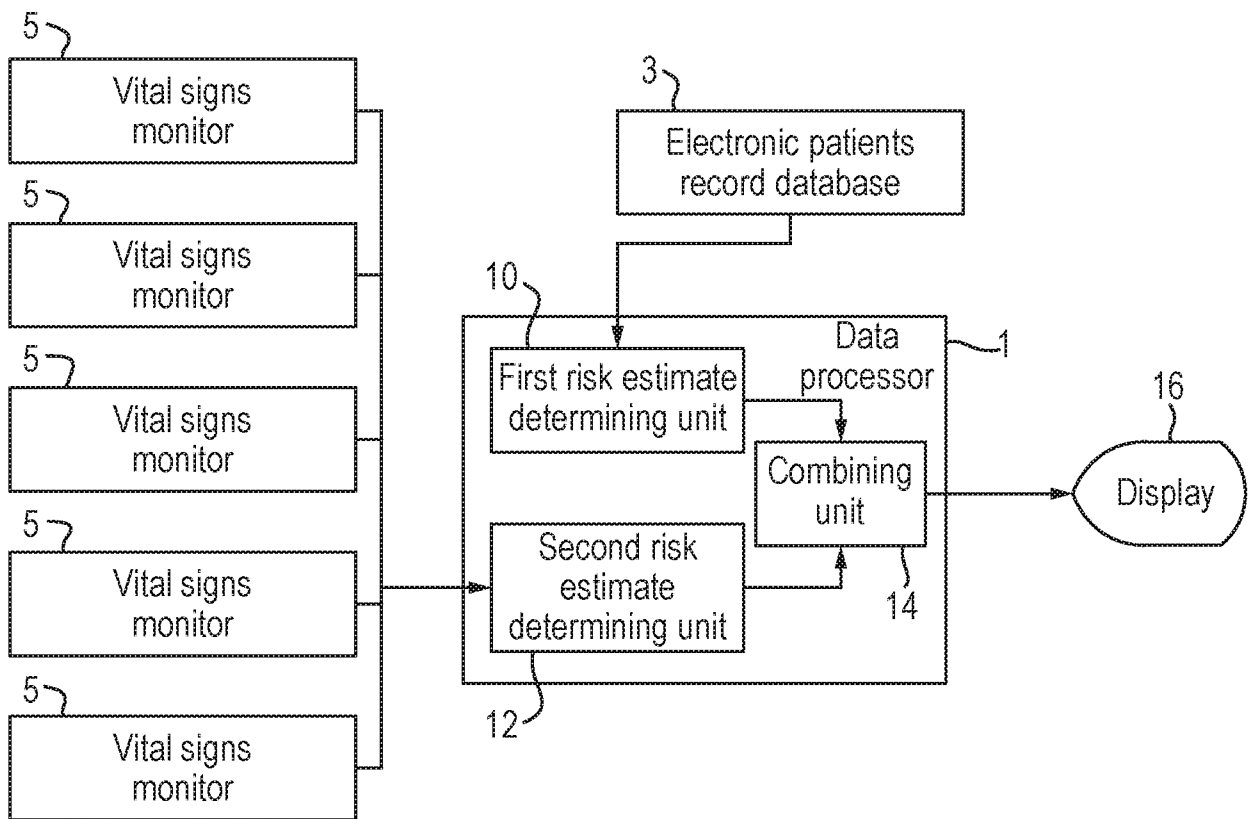 5
Vital signs
monitor
5
Vital signs
monitor
5
Vital signs
monitor
5
Vital signs
monitor
5
Vital signs
monitor
3
Electronic patients
record database
10
First risk estimate
determining unit
Data
processor
1
Second risk
estimate
determining unit
12
Combining
unit
14
16
Display